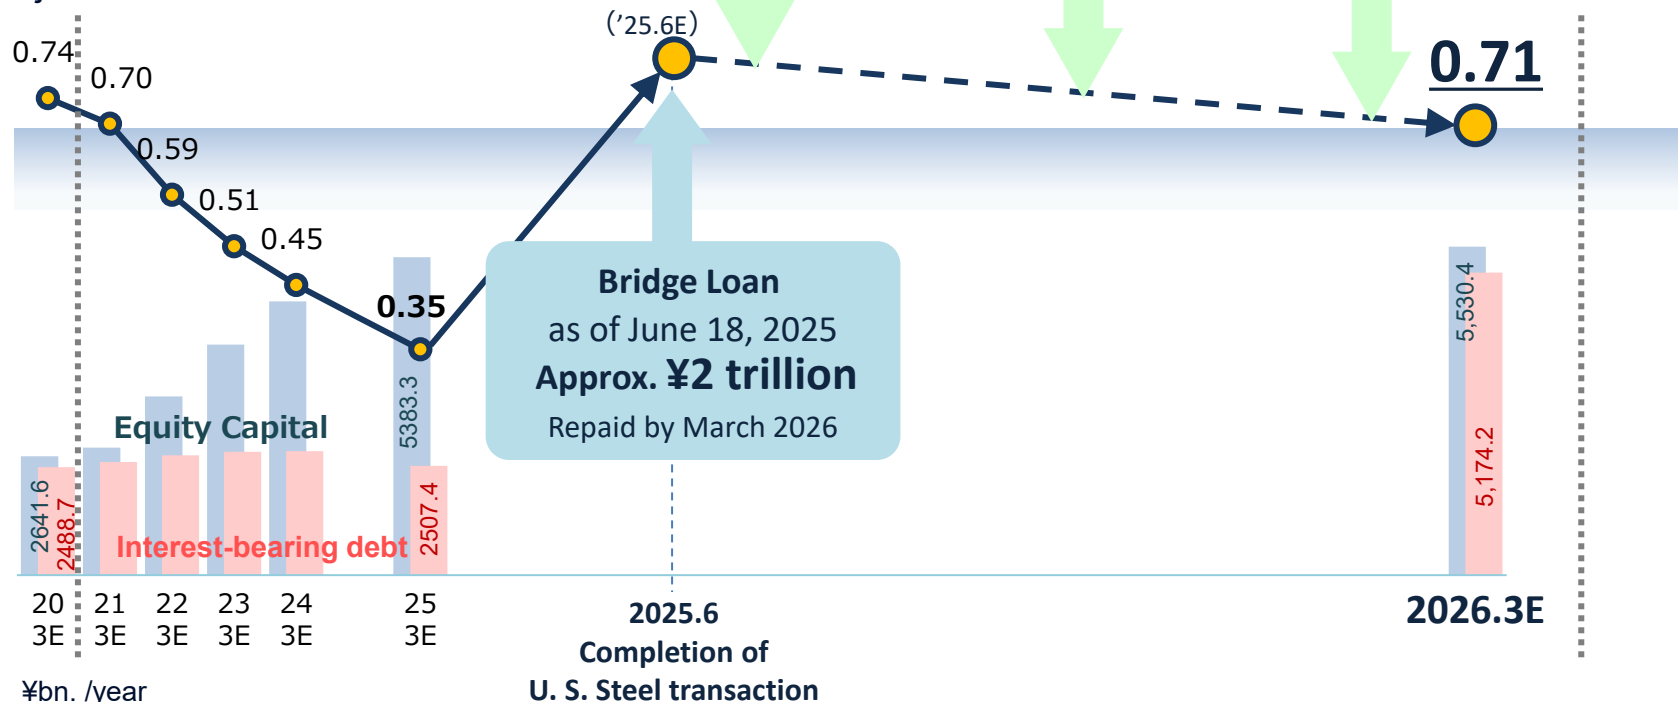 (’25.6E)
0.74
0.70
0.59
0.51
0.45
0.35
0.71
Bridge Loan
as of June 18, 2025
Approx. ¥2 trillion
Repaid by March 2026
Equity Capital
Interest-bearing debt
2641.6
2488.7
5383.3
2507.4
5,530.4
5,174.2
20
3E
21
3E
22
3E
23
3E
24
3E
25
3E
2025.6
Completion of
U. S. Steel transaction
2026.3E
¥bn. /year